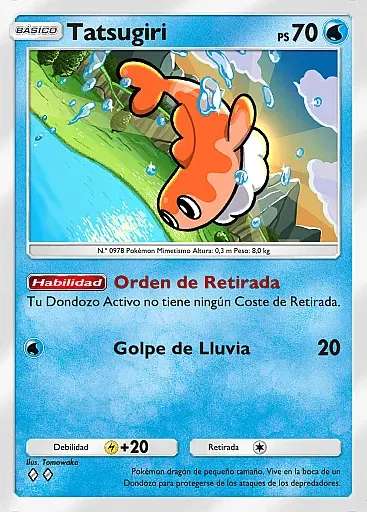 BÁSICO Tatsugiri PS 70
N.º 0978 Pokémon Mimetismo Altura: 0,3 m Peso: 8,0 kg
Habilidad Orden de Retirada
Tu Dondozo Activo no tiene ningún Coste de Retirada.
Golpe de Lluvia 20
Debilidad +20 Retirada
Ilus. Tomowaka
Pokémon dragón de pequeño tamaño. Vive en la boca de un
Dondozo para protegerse de los ataques de los depredadores.